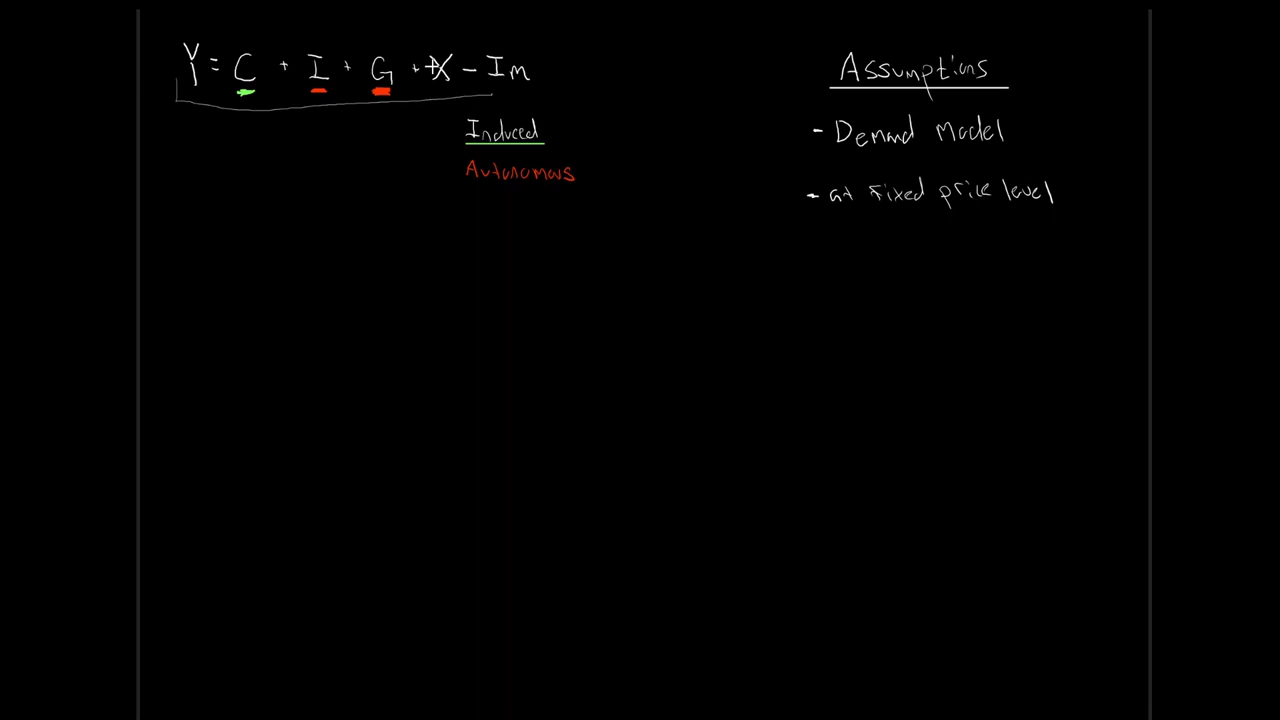 Y = C + I + G + X - Im
Induced
Autonomous
Assumptions
- Demand Model
- at fixed price level